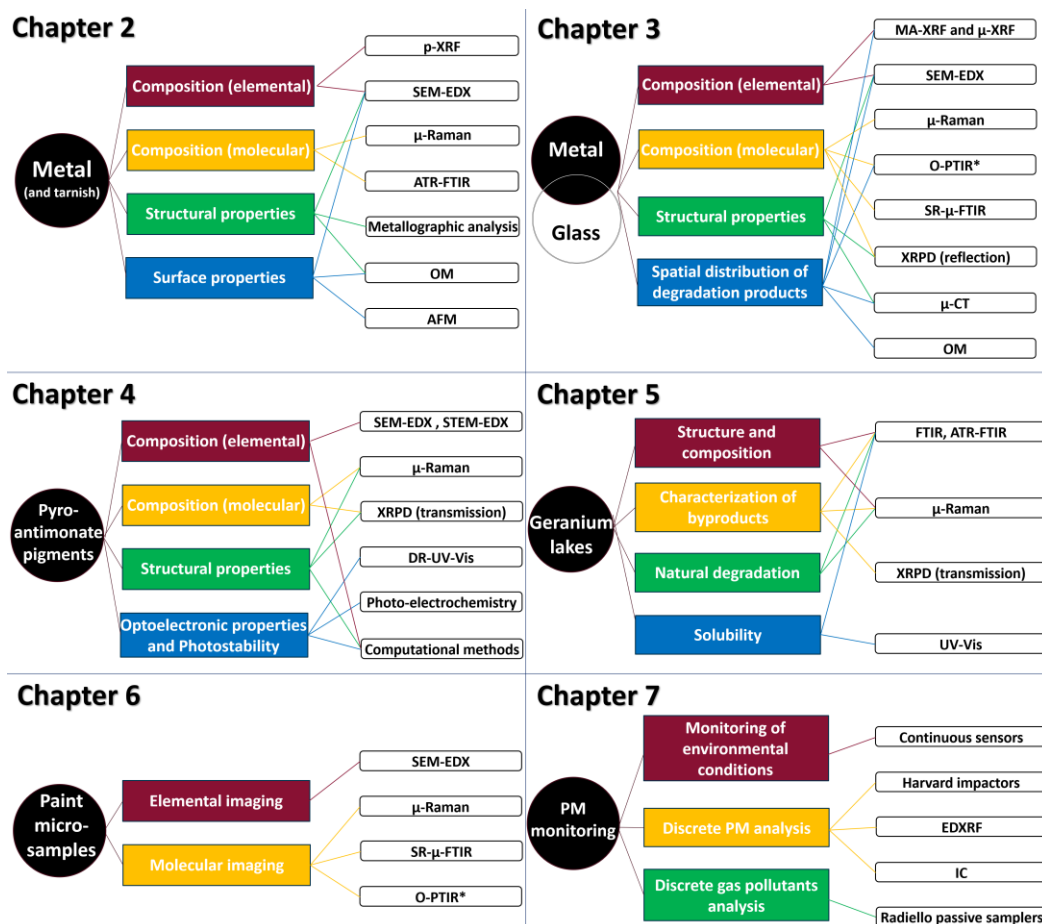 Chapter 2
Metal
(and tarnish)
Composition (elemental)
Composition (molecular)
Structural properties
Surface properties
p-XRF
SEM-EDX
μ-Raman
ATR-FTIR
Metallographic analysis
OM
AFM
Chapter 3
Metal
Glass
Composition (elemental)
Composition (molecular)
Structural properties
Spatial distribution of
degradation products
MA-XRF and μ-XRF
SEM-EDX
μ-Raman
O-PTIR*
SR-μ-FTIR
XRPD (reflection)
μ-CT
OM
Chapter 4
Pyro-
antimonate
pigments
Composition (elemental)
Composition (molecular)
Structural properties
Optoelectronic properties
and Photostability
SEM-EDX , STEM-EDX
μ-Raman
XRPD (transmission)
DR-UV-Vis
Photo-electrochemistry
Computational methods
Chapter 5
Geranium
lakes
Structure and
composition
Characterization of
byproducts
Natural degradation
Solubility
FTIR, ATR-FTIR
μ-Raman
XRPD (transmission)
UV-Vis
Chapter 6
Paint
micro-
samples
Elemental imaging
Molecular imaging
SEM-EDX
μ-Raman
SR-μ-FTIR
O-PTIR*
Chapter 7
PM
monitoring
Monitoring of
environmental
conditions
Discrete PM analysis
Discrete gas pollutants
analysis
Continuous sensors
Harvard impactors
EDXRF
IC
Radiello passive samplers